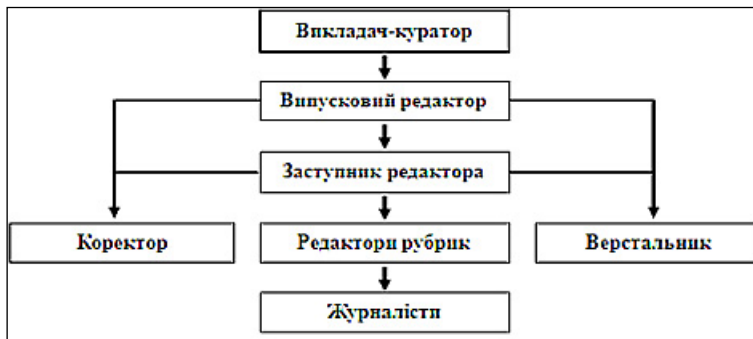 Викладач-куратор
Випусковий редактор
Заступник редактора
Коректор
Редактори рубрик
Верстальник
Журналісти